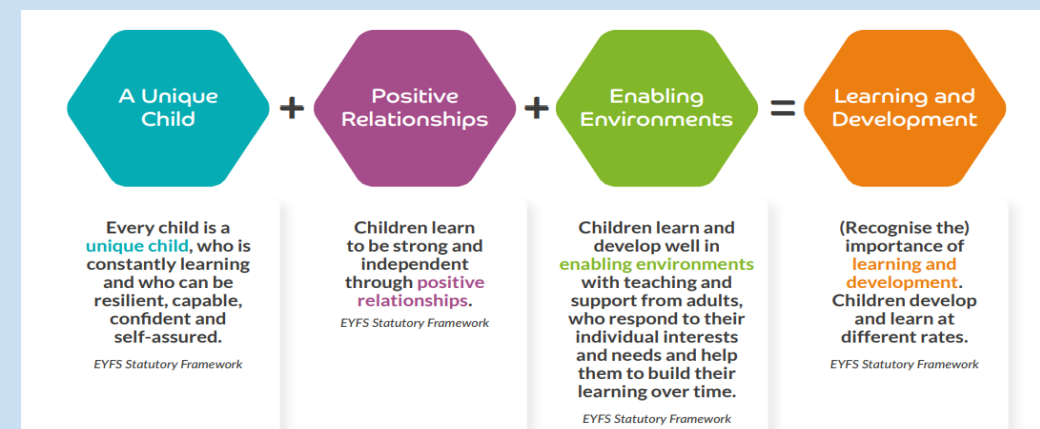 A Unique
Child
+
Positive
Relationships
+
Enabling
Environments
=
Learning and
Development
Every child is a
unique child, who is
constantly learning
and who can be
resilient, capable,
confident and
self-assured.
EYFS Statutory Framework
Children learn
to be strong and
independent
through positive
relationships.
EYFS Statutory Framework
Children learn and
develop well in
enabling environments
with teaching and
support from adults,
who respond to their
individual interests
and needs and help
them to build their
learning over time.
EYFS Statutory Framework
(Recognise the)
importance of
learning and
development.
Children develop
and learn at
different rates.
EYFS Statutory Framework